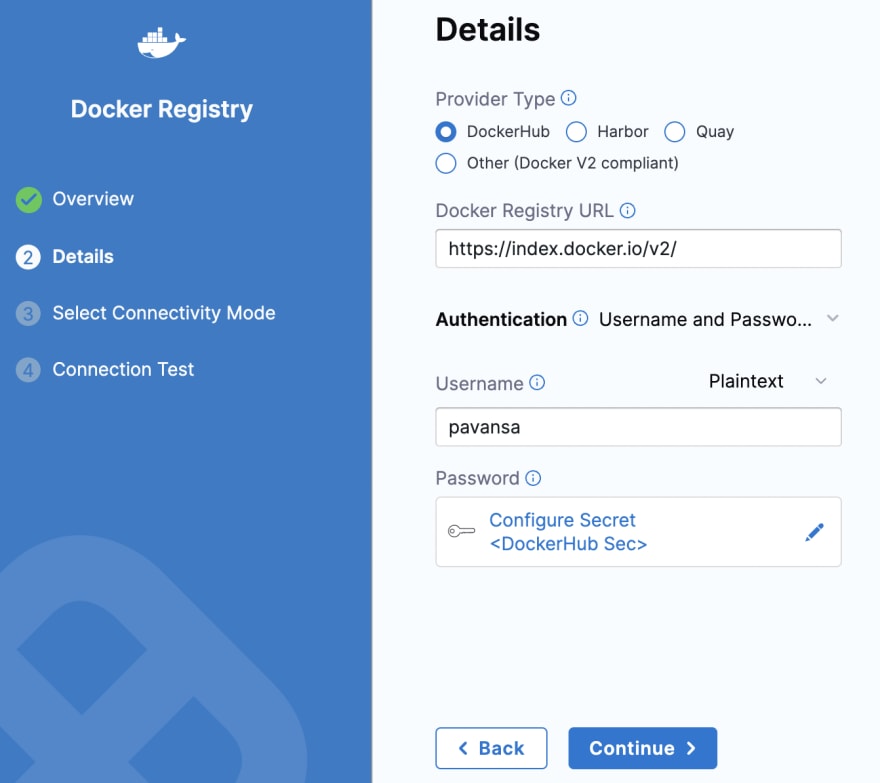 Docker Registry
Overview
2 Details
3 Select Connectivity Mode
4 Connection Test
Details
Provider Type
DockerHub Harbor Quay
Other (Docker V2 compliant)
Docker Registry URL
https://index.docker.io/v2/
Authentication Username and Passwo...
Username Plaintext
pavansa
Password
Configure Secret
<DockerHub Sec>
Back Continue